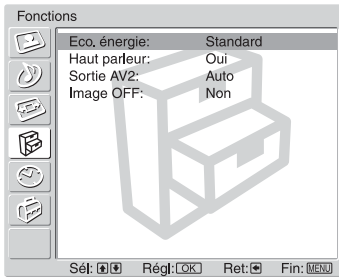 Fonctions
Eco. énergie: Standard
Haut parleur: Oui
Sortie AV2: Auto
Image OFF: Non
Sél: Régl: OK Ret: Fin: MENU